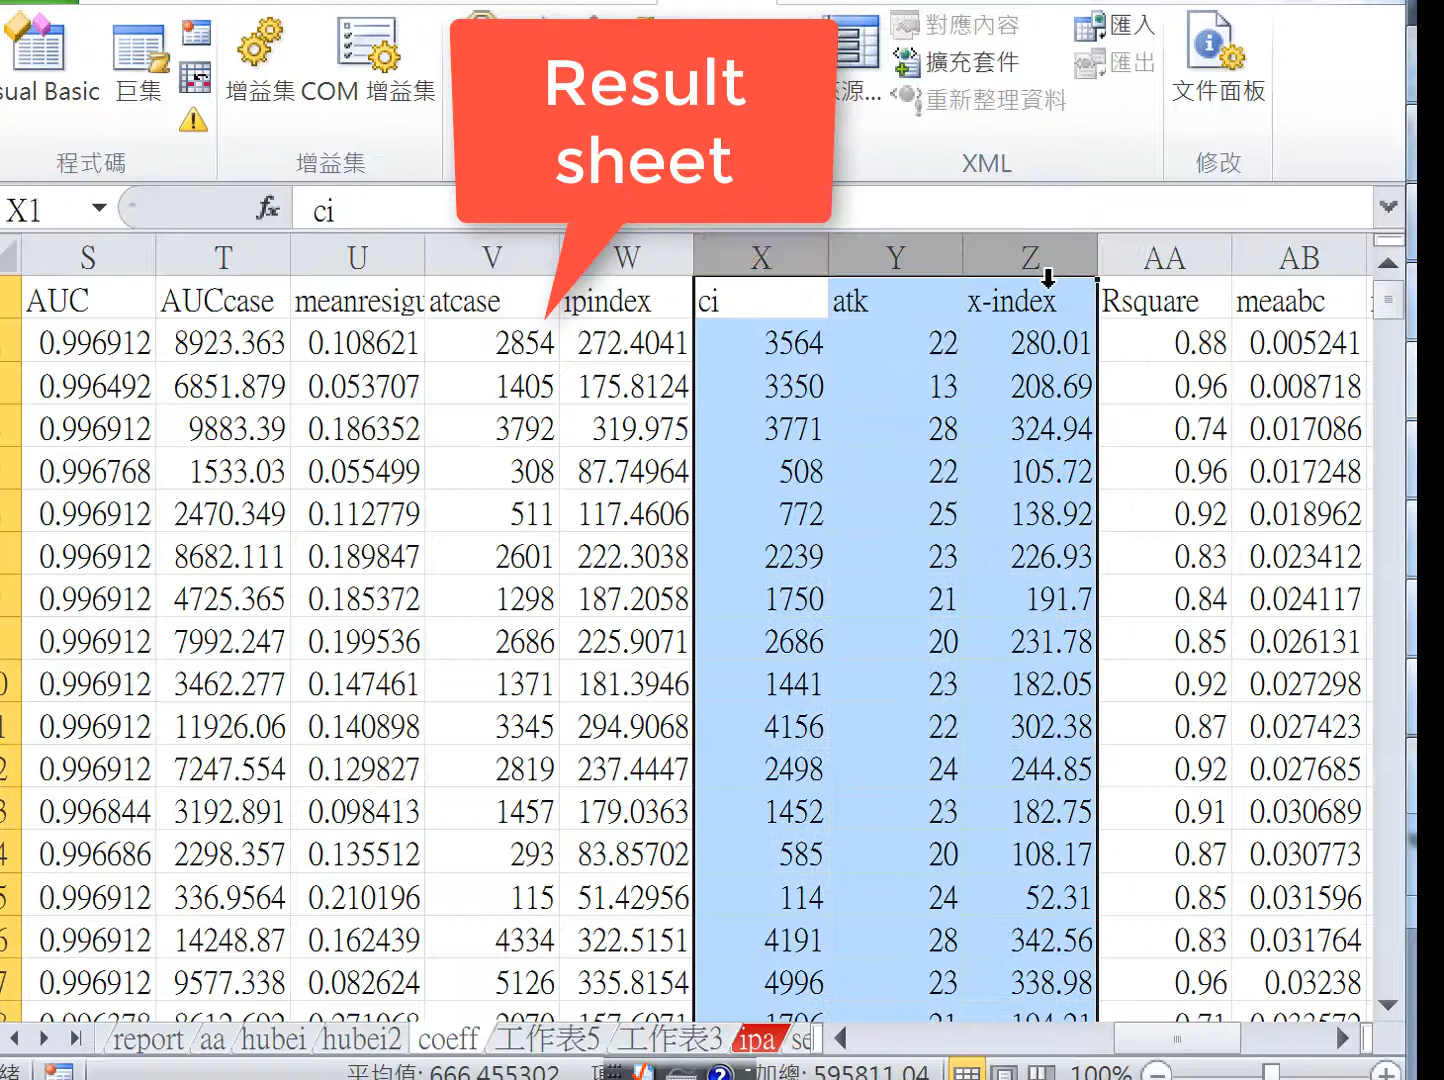 Result
sheet
sual Basic 巨集 增益集 COM 增益集
對應內容 匯入
擴充套件 匯出
源... 重新整理資料 文件面板
程式碼 增益集 XML 修改
X1 fx ci
S T U V W X Y Z AA AB
AUC AUCcase meanresigu atcase ipindex ci atk x-index Rsquare meaabc
0.996912 8923.363 0.108621 2854 272.4041 3564 22 280.01 0.88 0.005241
0.996492 6851.879 0.053707 1405 175.8124 3350 13 208.69 0.96 0.008718
0.996912 9883.39 0.186352 3792 319.975 3771 28 324.94 0.74 0.017086
0.996768 1533.03 0.055499 308 87.74964 508 22 105.72 0.96 0.017248
0.996912 2470.349 0.112779 511 117.4606 772 25 138.92 0.92 0.018962
0.996912 8682.111 0.189847 2601 222.3038 2239 23 226.93 0.83 0.023412
0.996912 4725.365 0.185372 1298 187.2058 1750 21 191.7 0.84 0.024117
0.996912 7992.247 0.199536 2686 225.9071 2686 20 231.78 0.85 0.026131
0 0.996912 3462.277 0.147461 1371 181.3946 1441 23 182.05 0.92 0.027298
1 0.996912 11926.06 0.140898 3345 294.9068 4156 22 302.38 0.87 0.027423
2 0.996912 7247.554 0.129827 2819 237.4447 2498 24 244.85 0.92 0.027685
3 0.996844 3192.891 0.098413 1457 179.0363 1452 23 182.75 0.91 0.030689
4 0.996686 2298.357 0.135512 293 83.85702 585 20 108.17 0.87 0.030773
5 0.996912 336.9564 0.210196 115 51.42956 114 24 52.31 0.85 0.031596
6 0.996912 14248.87 0.162439 4334 322.5151 4191 28 342.56 0.83 0.031764
7 0.996912 9577.338 0.082624 5126 335.8154 4996 23 338.98 0.96 0.03238
report aa hubei hubei2 coeff 工作表5 工作表3 ipa se
緒 平均值: 666.455302 加總: 595811.04 100%